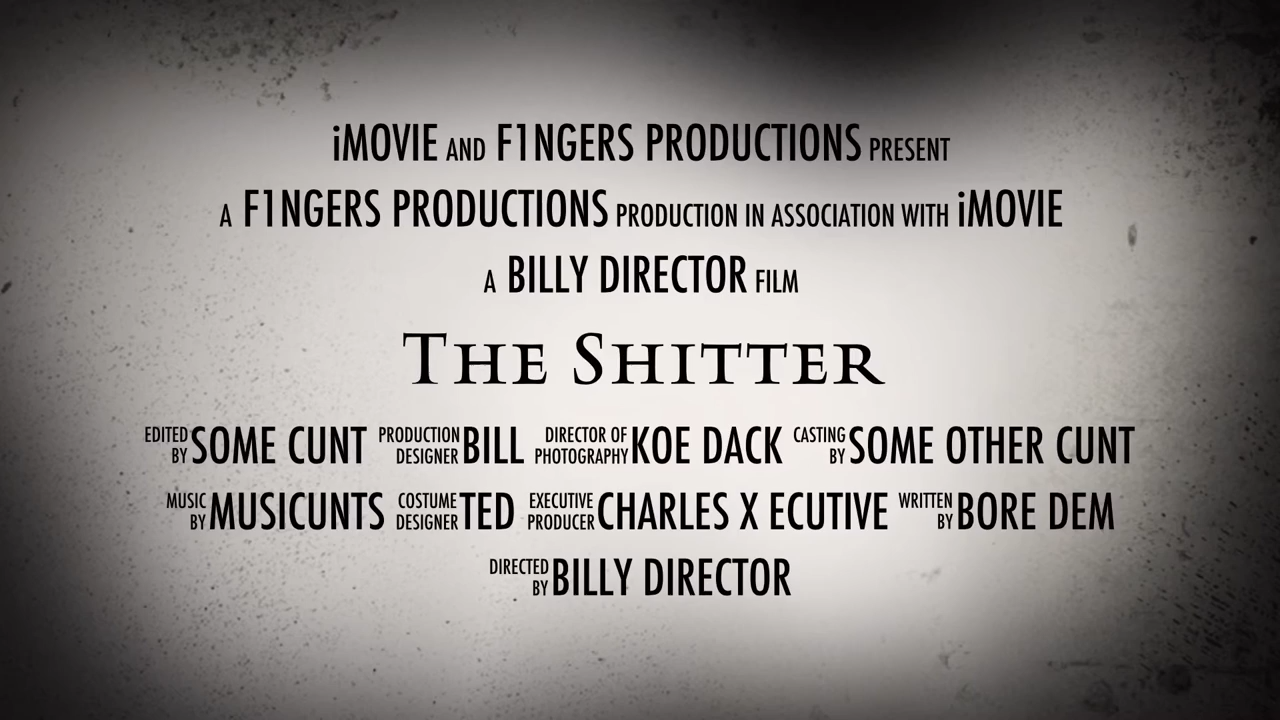 iMOVIE AND F1NGERS PRODUCTIONS PRESENT
A F1NGERS PRODUCTIONS PRODUCTION IN ASSOCIATION WITH iMOVIE
A BILLY DIRECTOR FILM
THE SHITTER
EDITED BY SOME CUNT PRODUCTION DESIGNER BILL DIRECTOR OF PHOTOGRAPHY KOE DACK CASTING BY SOME OTHER CUNT
MUSIC BY MUSICUNTS COSTUME DESIGNER TED EXECUTIVE PRODUCER CHARLES X ECUTIVE WRITTEN BY BORE DEM
DIRECTED BY BILLY DIRECTOR